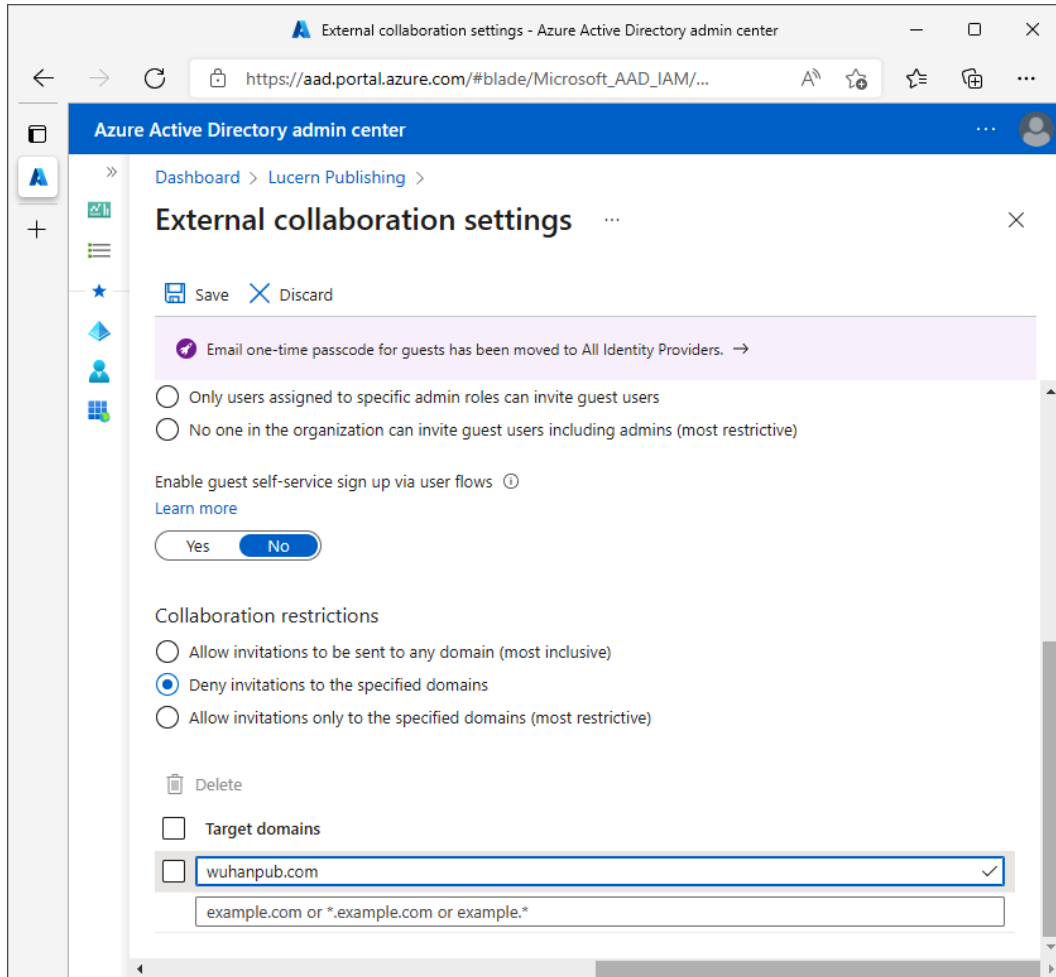 External collaboration settings - Azure Active Directory admin center
https://aad.portal.azure.com/#blade/Microsoft_AAD_IAM/...
Azure Active Directory admin center
Dashboard > Lucern Publishing >
External collaboration settings ...
Save Discard
Email one-time passcode for guests has been moved to All Identity Providers. →
Only users assigned to specific admin roles can invite guest users
No one in the organization can invite guest users including admins (most restrictive)
Enable guest self-service sign up via user flows
Learn more
Yes No
Collaboration restrictions
Allow invitations to be sent to any domain (most inclusive)
Deny invitations to the specified domains
Allow invitations only to the specified domains (most restrictive)
Delete
Target domains
wuhanpub.com
example.com or *.example.com or example.*